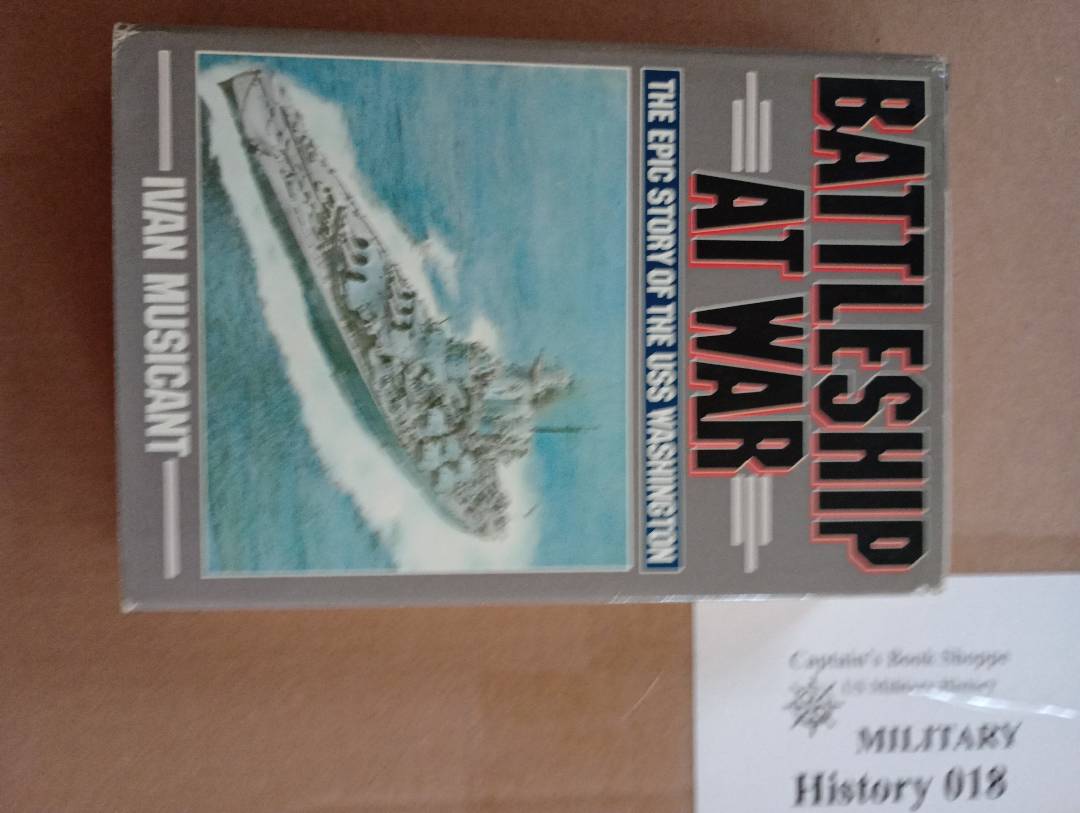 BATTLESHIP
AT WAR
THE EPIC STORY OF THE USS WASHINGTON
IVAN MUSICANT
Captain's Book Shoppe
MILITARY
History 018